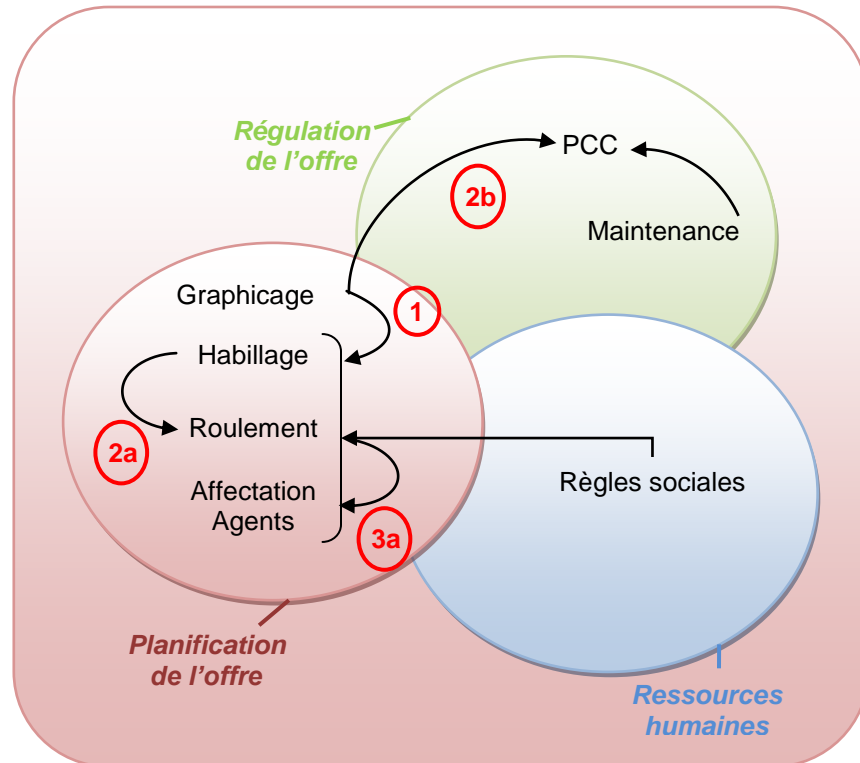 Régulation
de l'offre
PCC
2b
Maintenance
Graphicage
1
Habillage
Roulement
2a
Affectation
Agents
Règles sociales
3a
Planification
de l'offre
Ressources
humaines